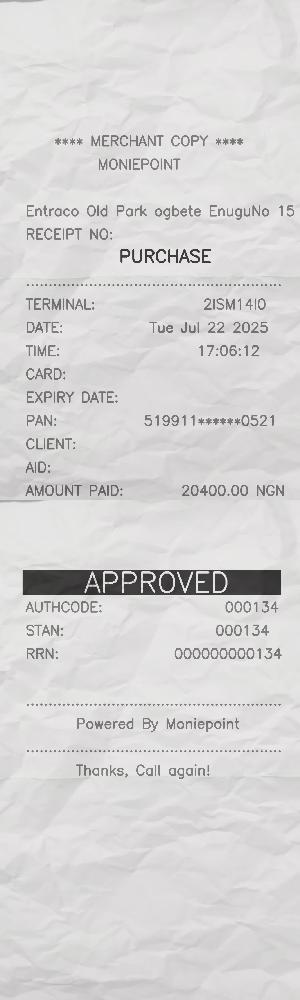 **** MERCHANT COPY ****
MONIEPOINT
Entraco Old Park ogbete EnuguNo 15
RECEIPT NO:
PURCHASE
TERMINAL: 2ISM14I0
DATE: Tue Jul 22 2025
TIME: 17:06:12
CARD:
EXPIRY DATE:
PAN: 519911******0521
CLIENT:
AID:
AMOUNT PAID: 20400.00 NGN
APPROVED
AUTHCODE: 000134
STAN: 000134
RRN: 000000000134
Powered By Moniepoint
Thanks, Call again!